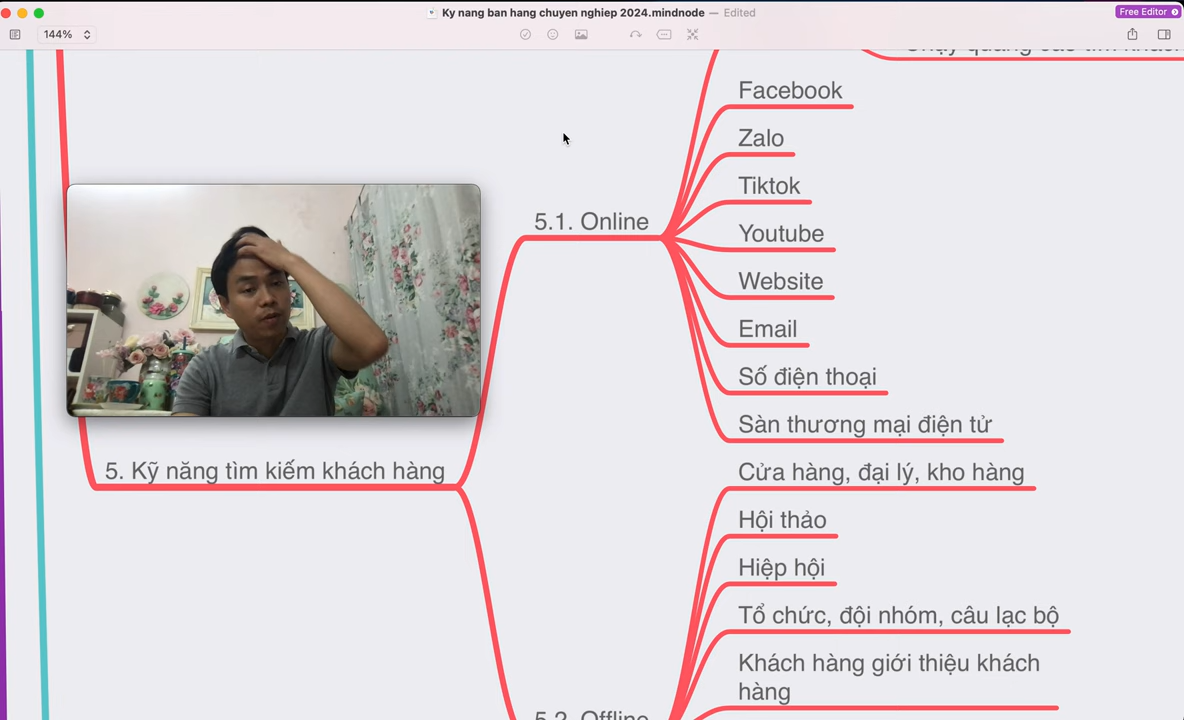 Ky nang ban hang chuyen nghiep 2024.mindnode — Edited
Free Editor
144%
Facebook
Zalo
Tiktok
5.1. Online
Youtube
Website
Email
Số điện thoại
Sàn thương mại điện tử
5. Kỹ năng tìm kiếm khách hàng
Cửa hàng, đại lý, kho hàng
Hội thảo
Hiệp hội
Tổ chức, đội nhóm, câu lạc bộ
Khách hàng giới thiệu khách
hàng
5.2. Offline